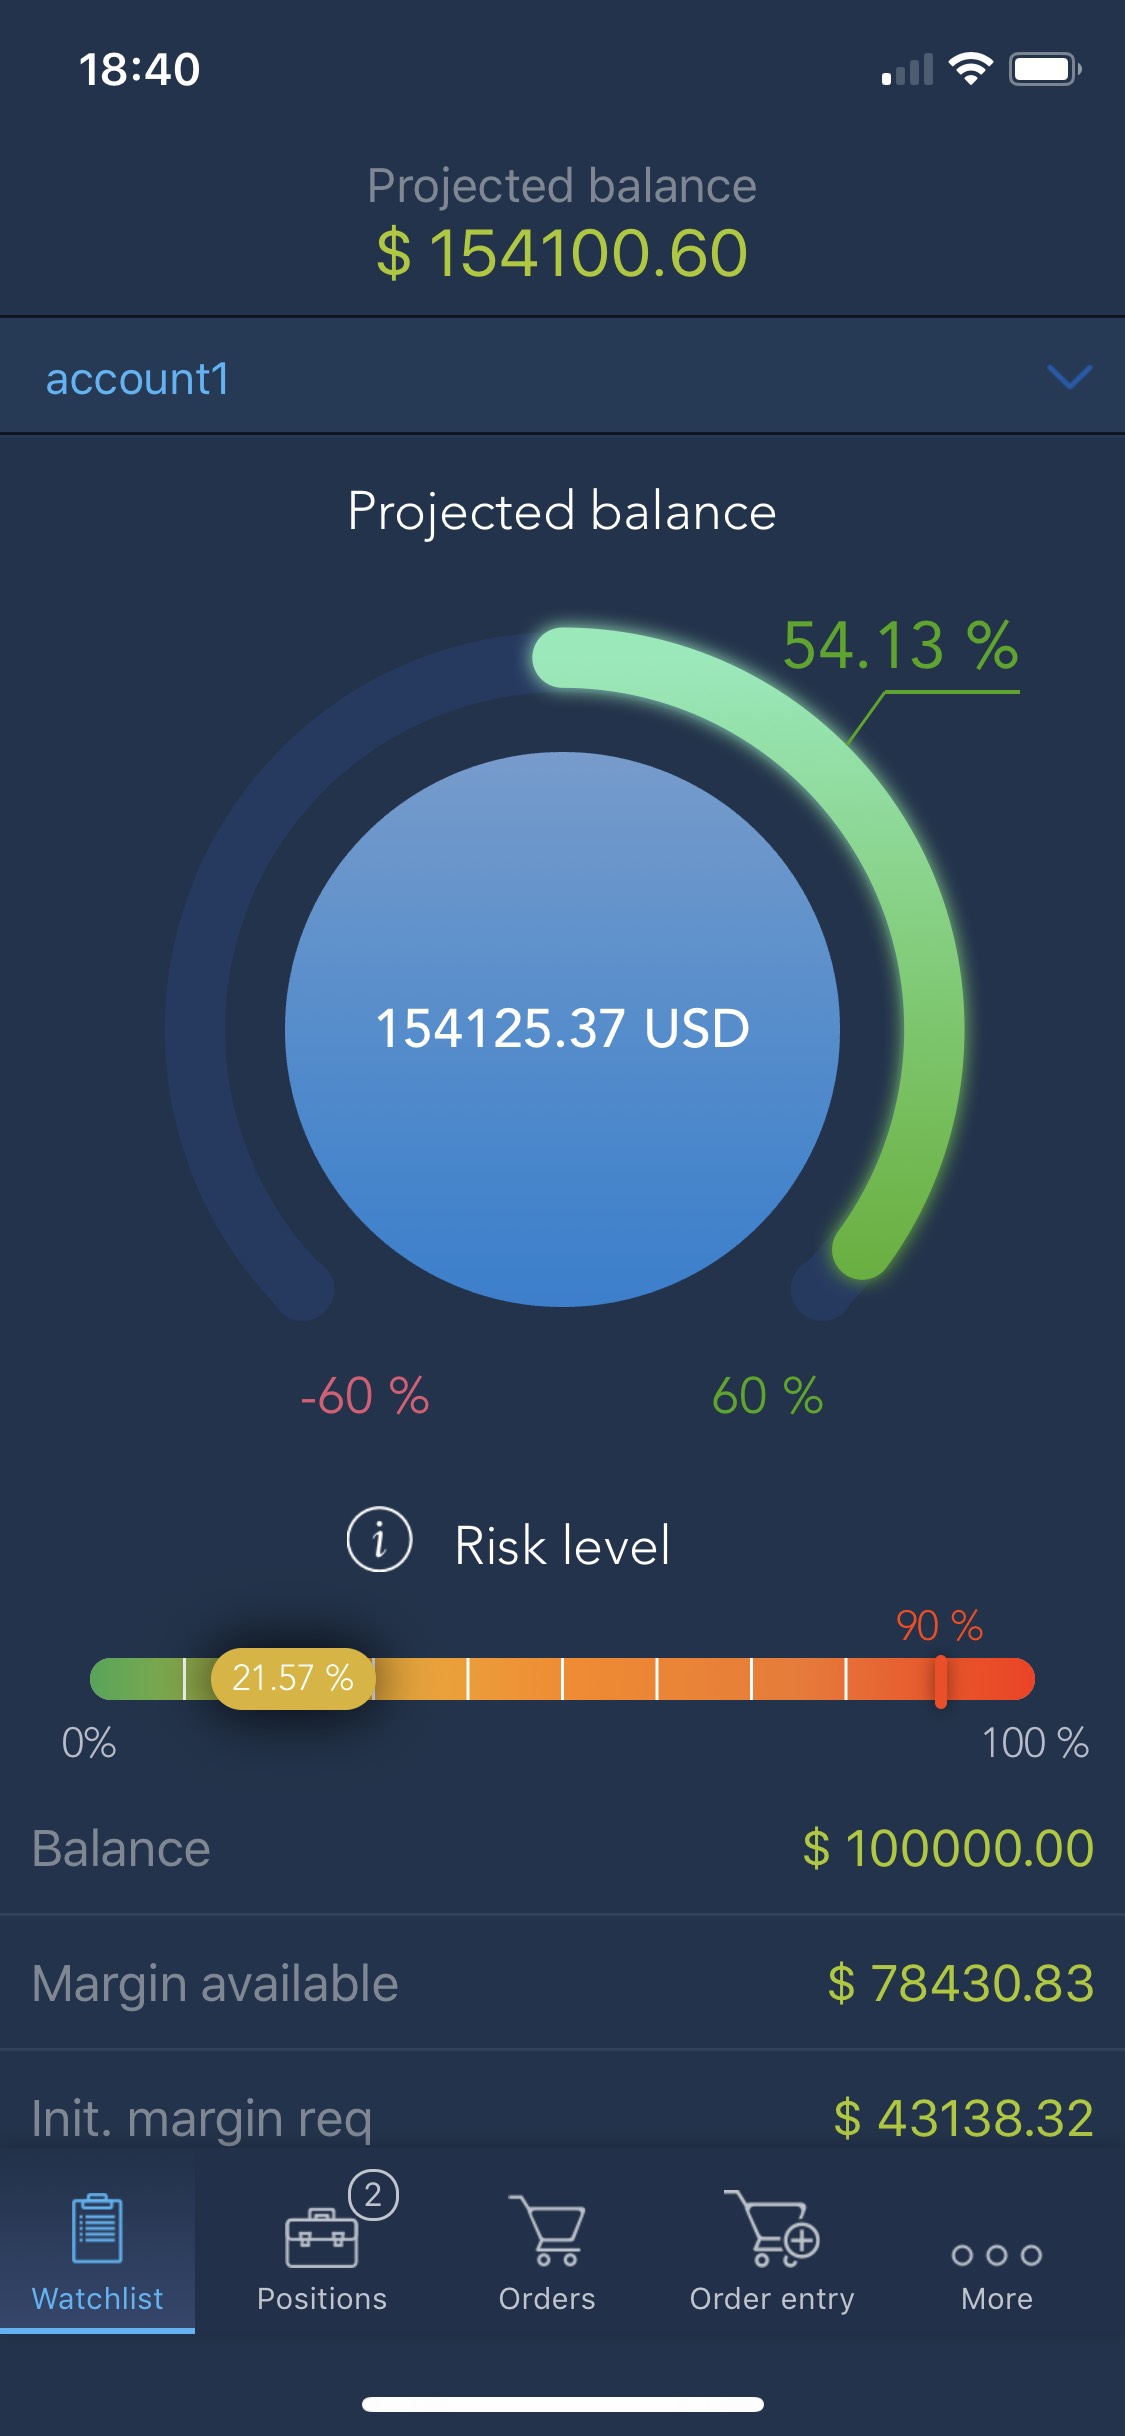 18:40
Projected balance
$ 154100.60
account1
Projected balance
54.13 %
154125.37 USD
-60 %
60 %
i
Risk level
90 %
21.57 %
0%
100 %
Balance
$ 100000.00
Margin available
$ 78430.83
Init. margin req
$ 43138.32
2
Watchlist
Positions
Orders
Order entry
More